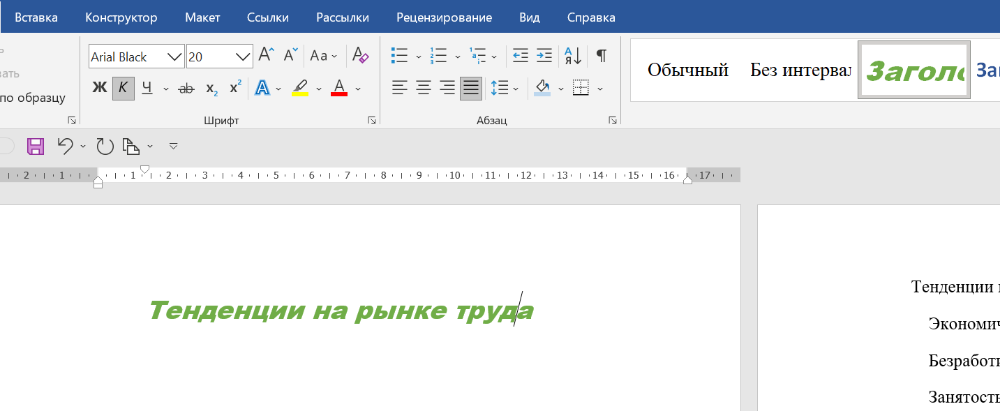 Вставка Конструктор Макет Ссылки Рассылки Рецензирование Вид Справка
Arial Black 20 Аа
по образцу
Ж К Ч ab x2 x2 А А
Шрифт Абзац
Обычный Без интервал Заголо За
2 1 1 2 3 4 5 6 7 8 9 10 11 12 13 14 15 16 17
Тенденции на рынке труда
Тенденции
Экономич
Безработи
Занятость